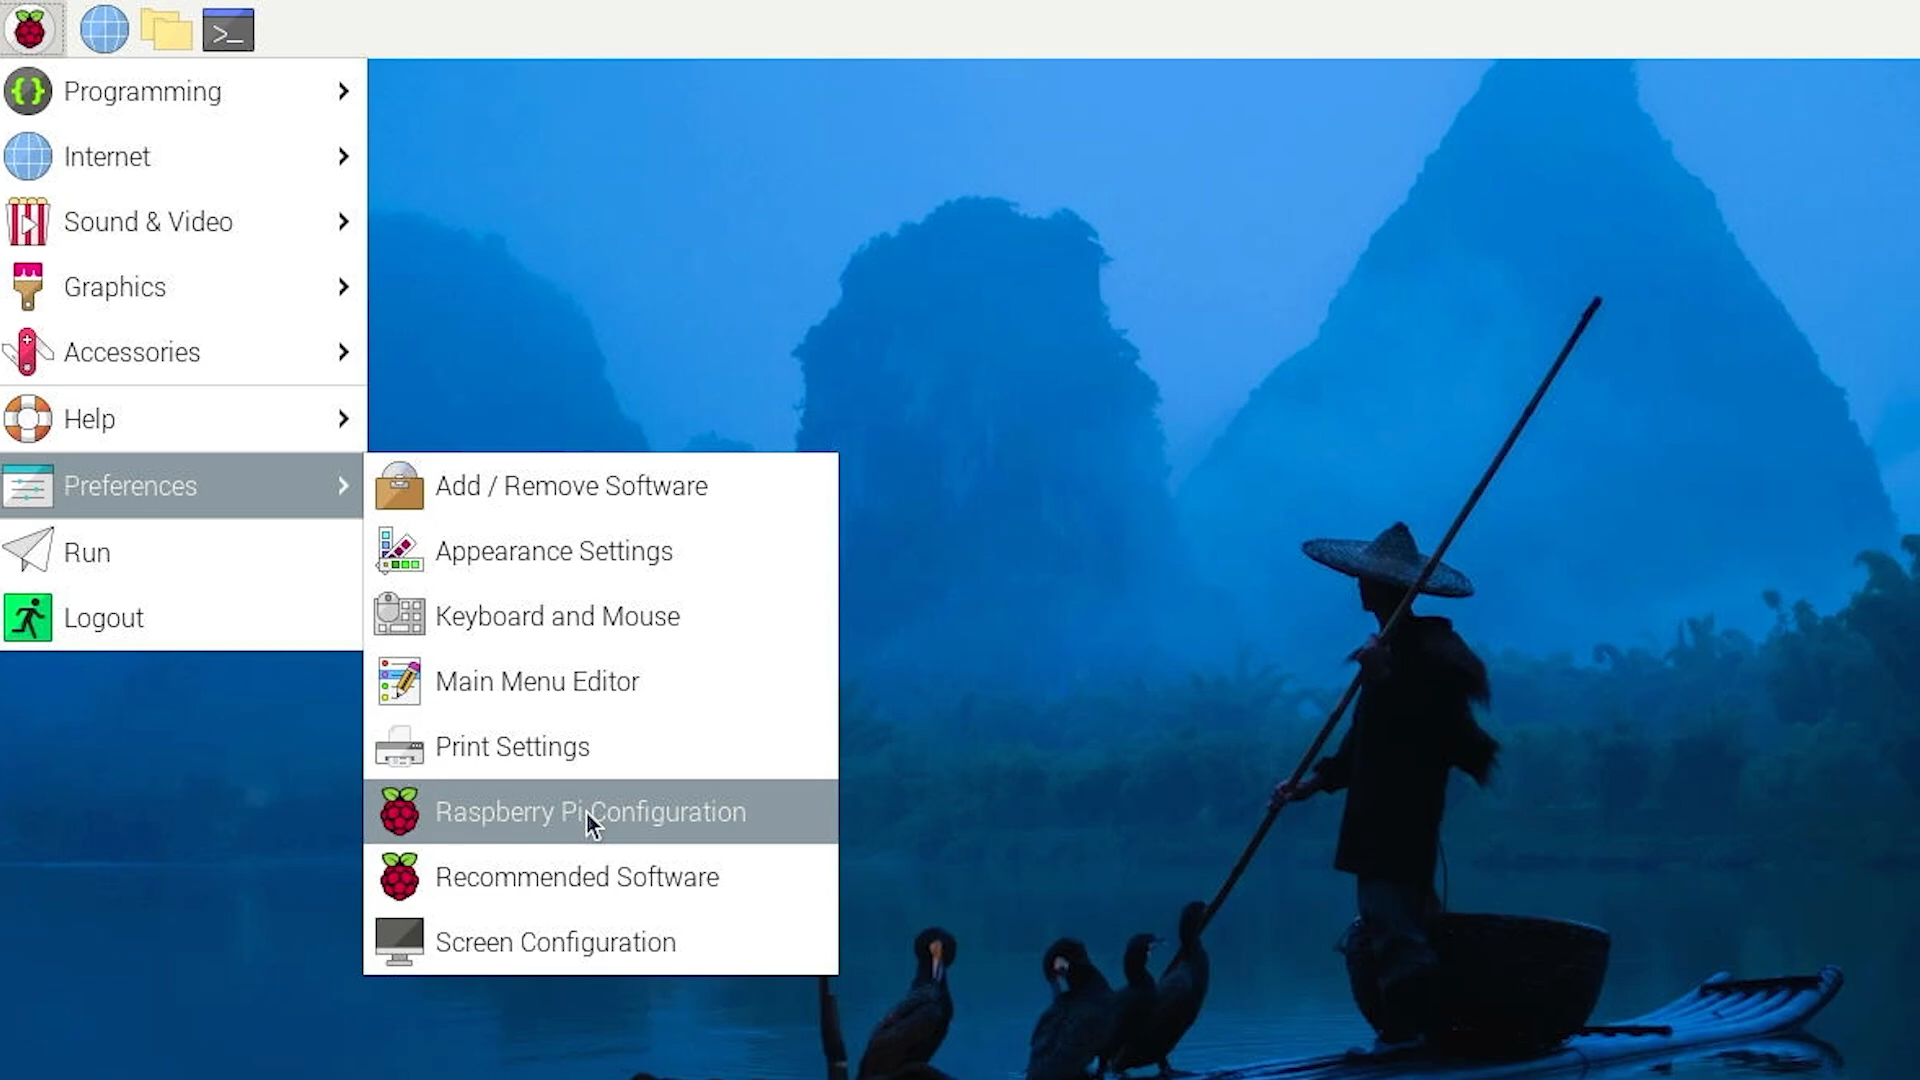 >_
Programming
Internet
Sound & Video
Graphics
Accessories
Help
Preferences
Run
Logout
Add / Remove Software
Appearance Settings
Keyboard and Mouse
Main Menu Editor
Print Settings
Raspberry Pi Configuration
Recommended Software
Screen Configuration